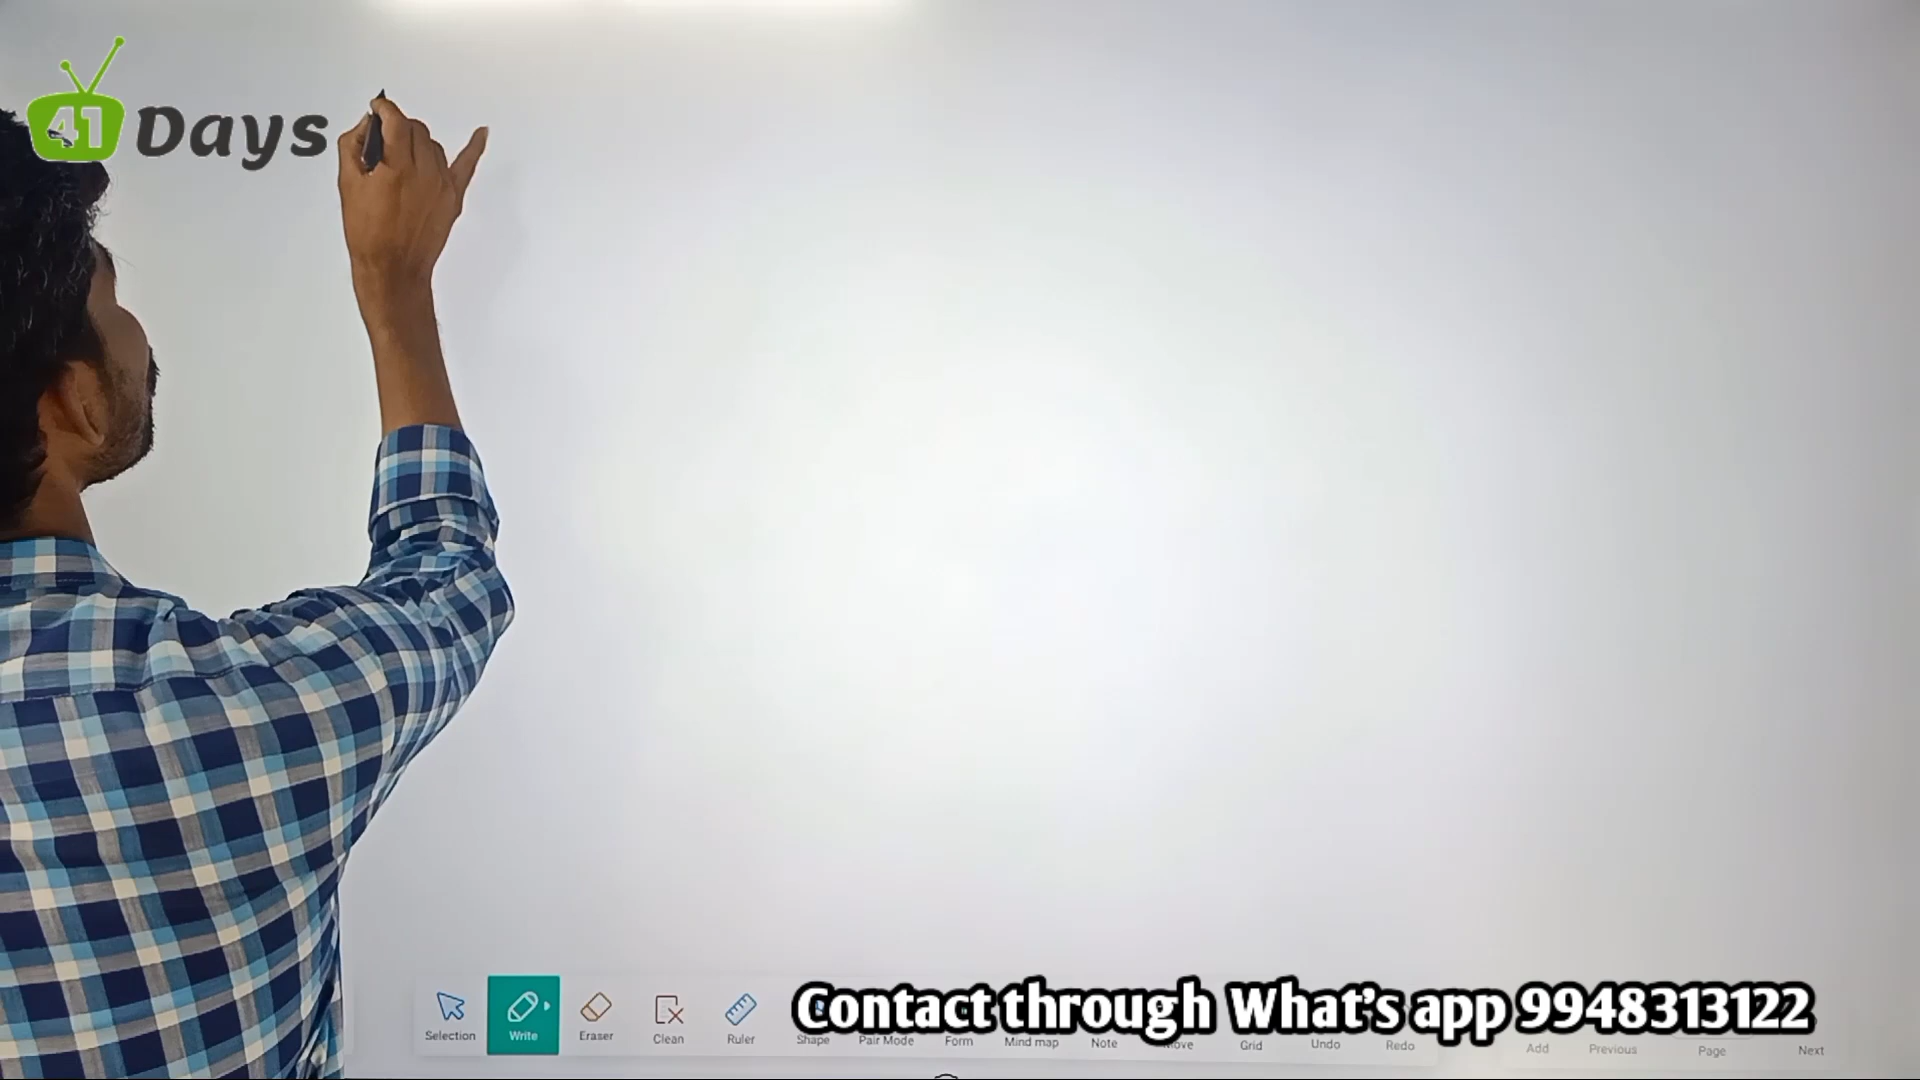 41 Days
Selection
Write
Eraser
Clean
Ruler
Shape
Pair Mode
Form
Mind map
Note
Move
Grid
Undo
Redo
Contact through What's app 9948313122
Add
Previous
Page
Next